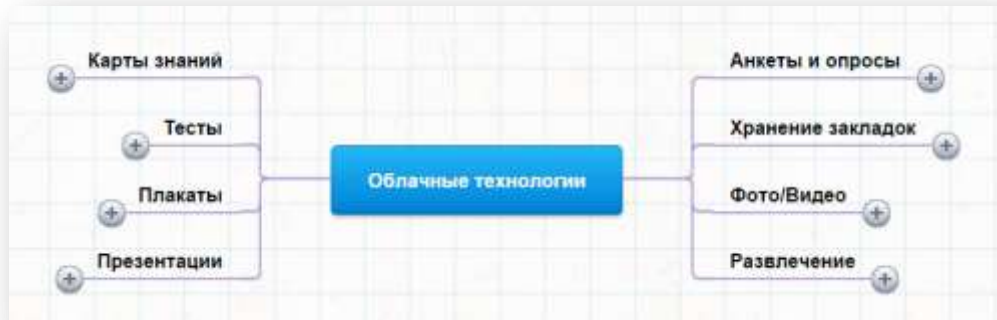 Карты знаний
Тесты
Плакаты
Презентации
Облачные технологии
Анкеты и опросы
Хранение закладок
Фото/Видео
Развлечение